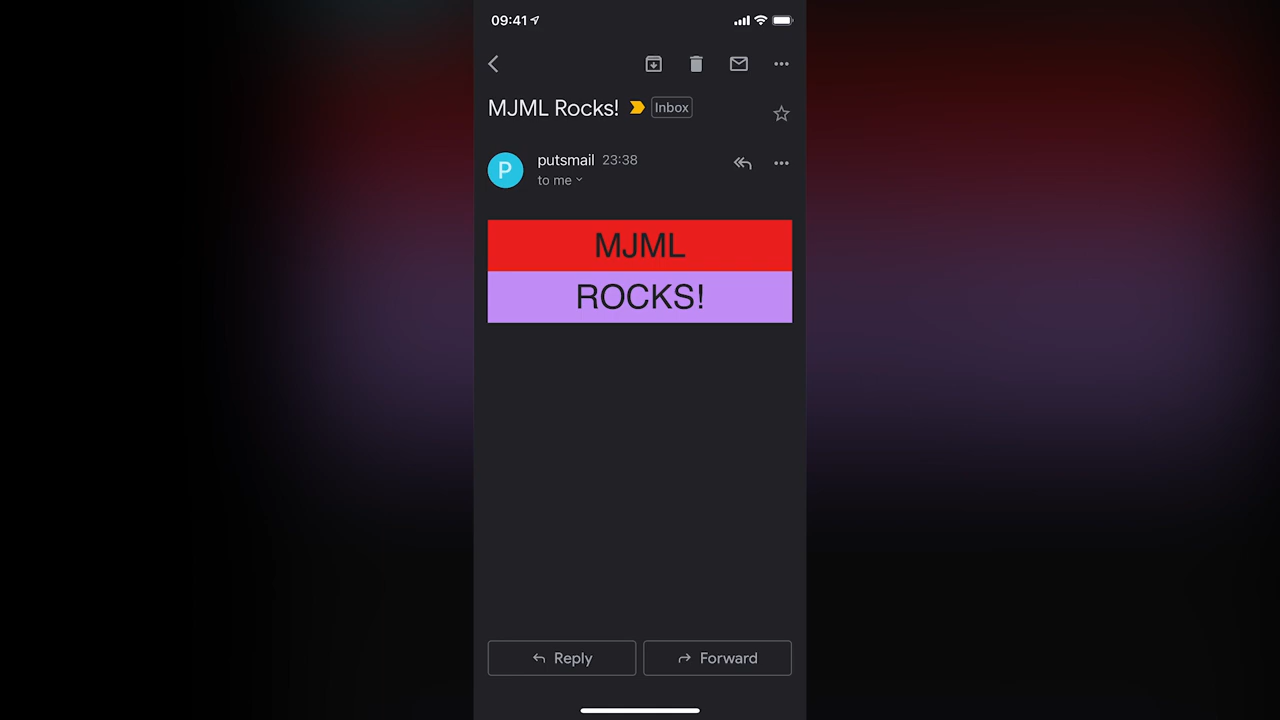 09:41
MJML Rocks! Inbox
P
putsmail 23:38
to me
MJML
ROCKS!
Reply
Forward